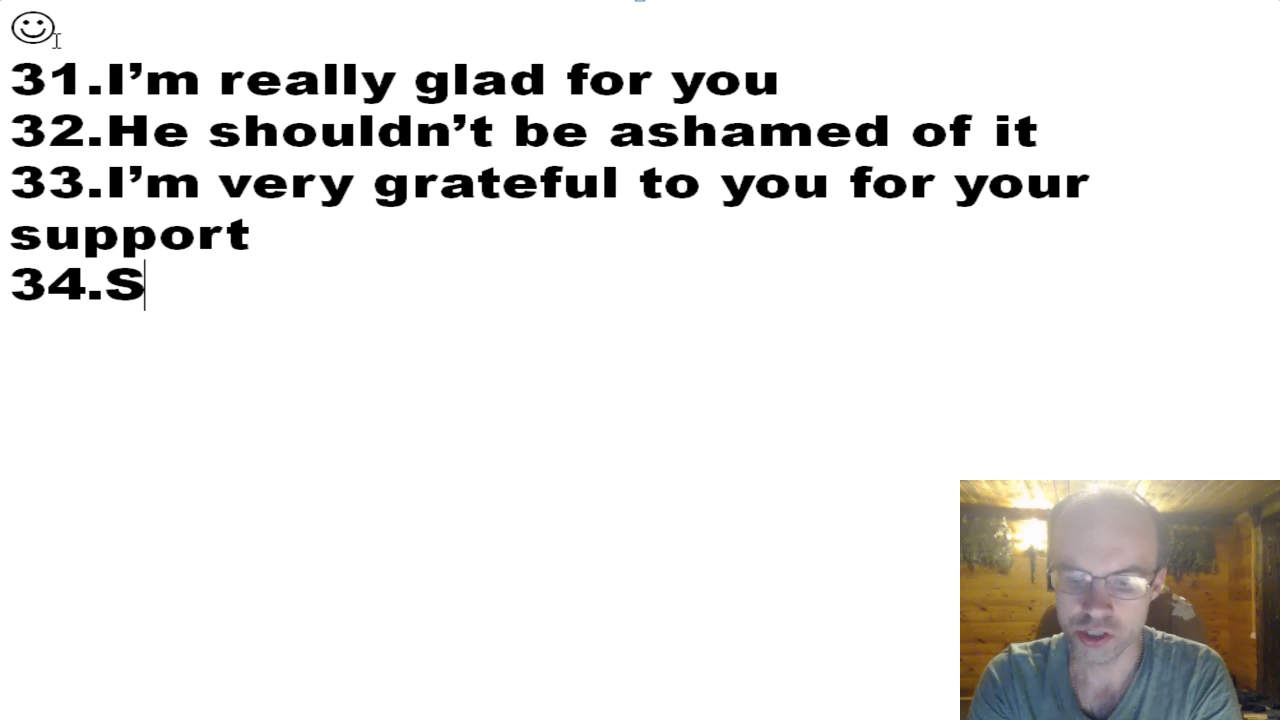 31.I’m really glad for you
32.He shouldn’t be ashamed of it
33.I’m very grateful to you for your
support
34.S